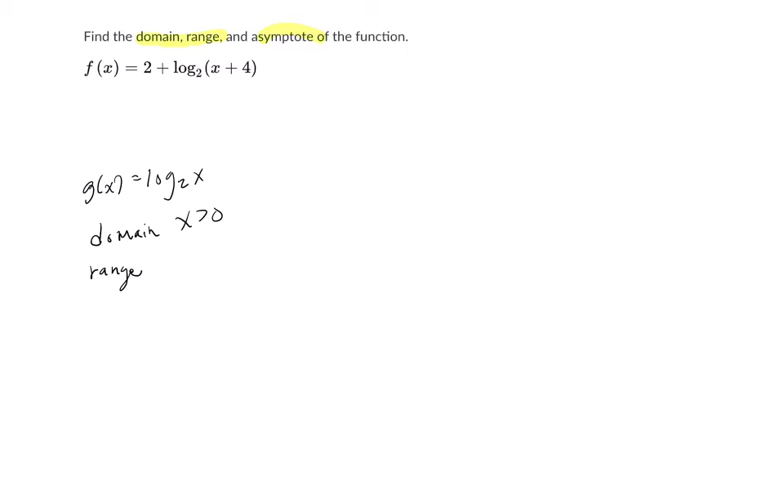 Find the domain, range, and asymptote of the function.
f(x) = 2 + log₂(x + 4)
g(x) = log₂ x
domain x > 0
range